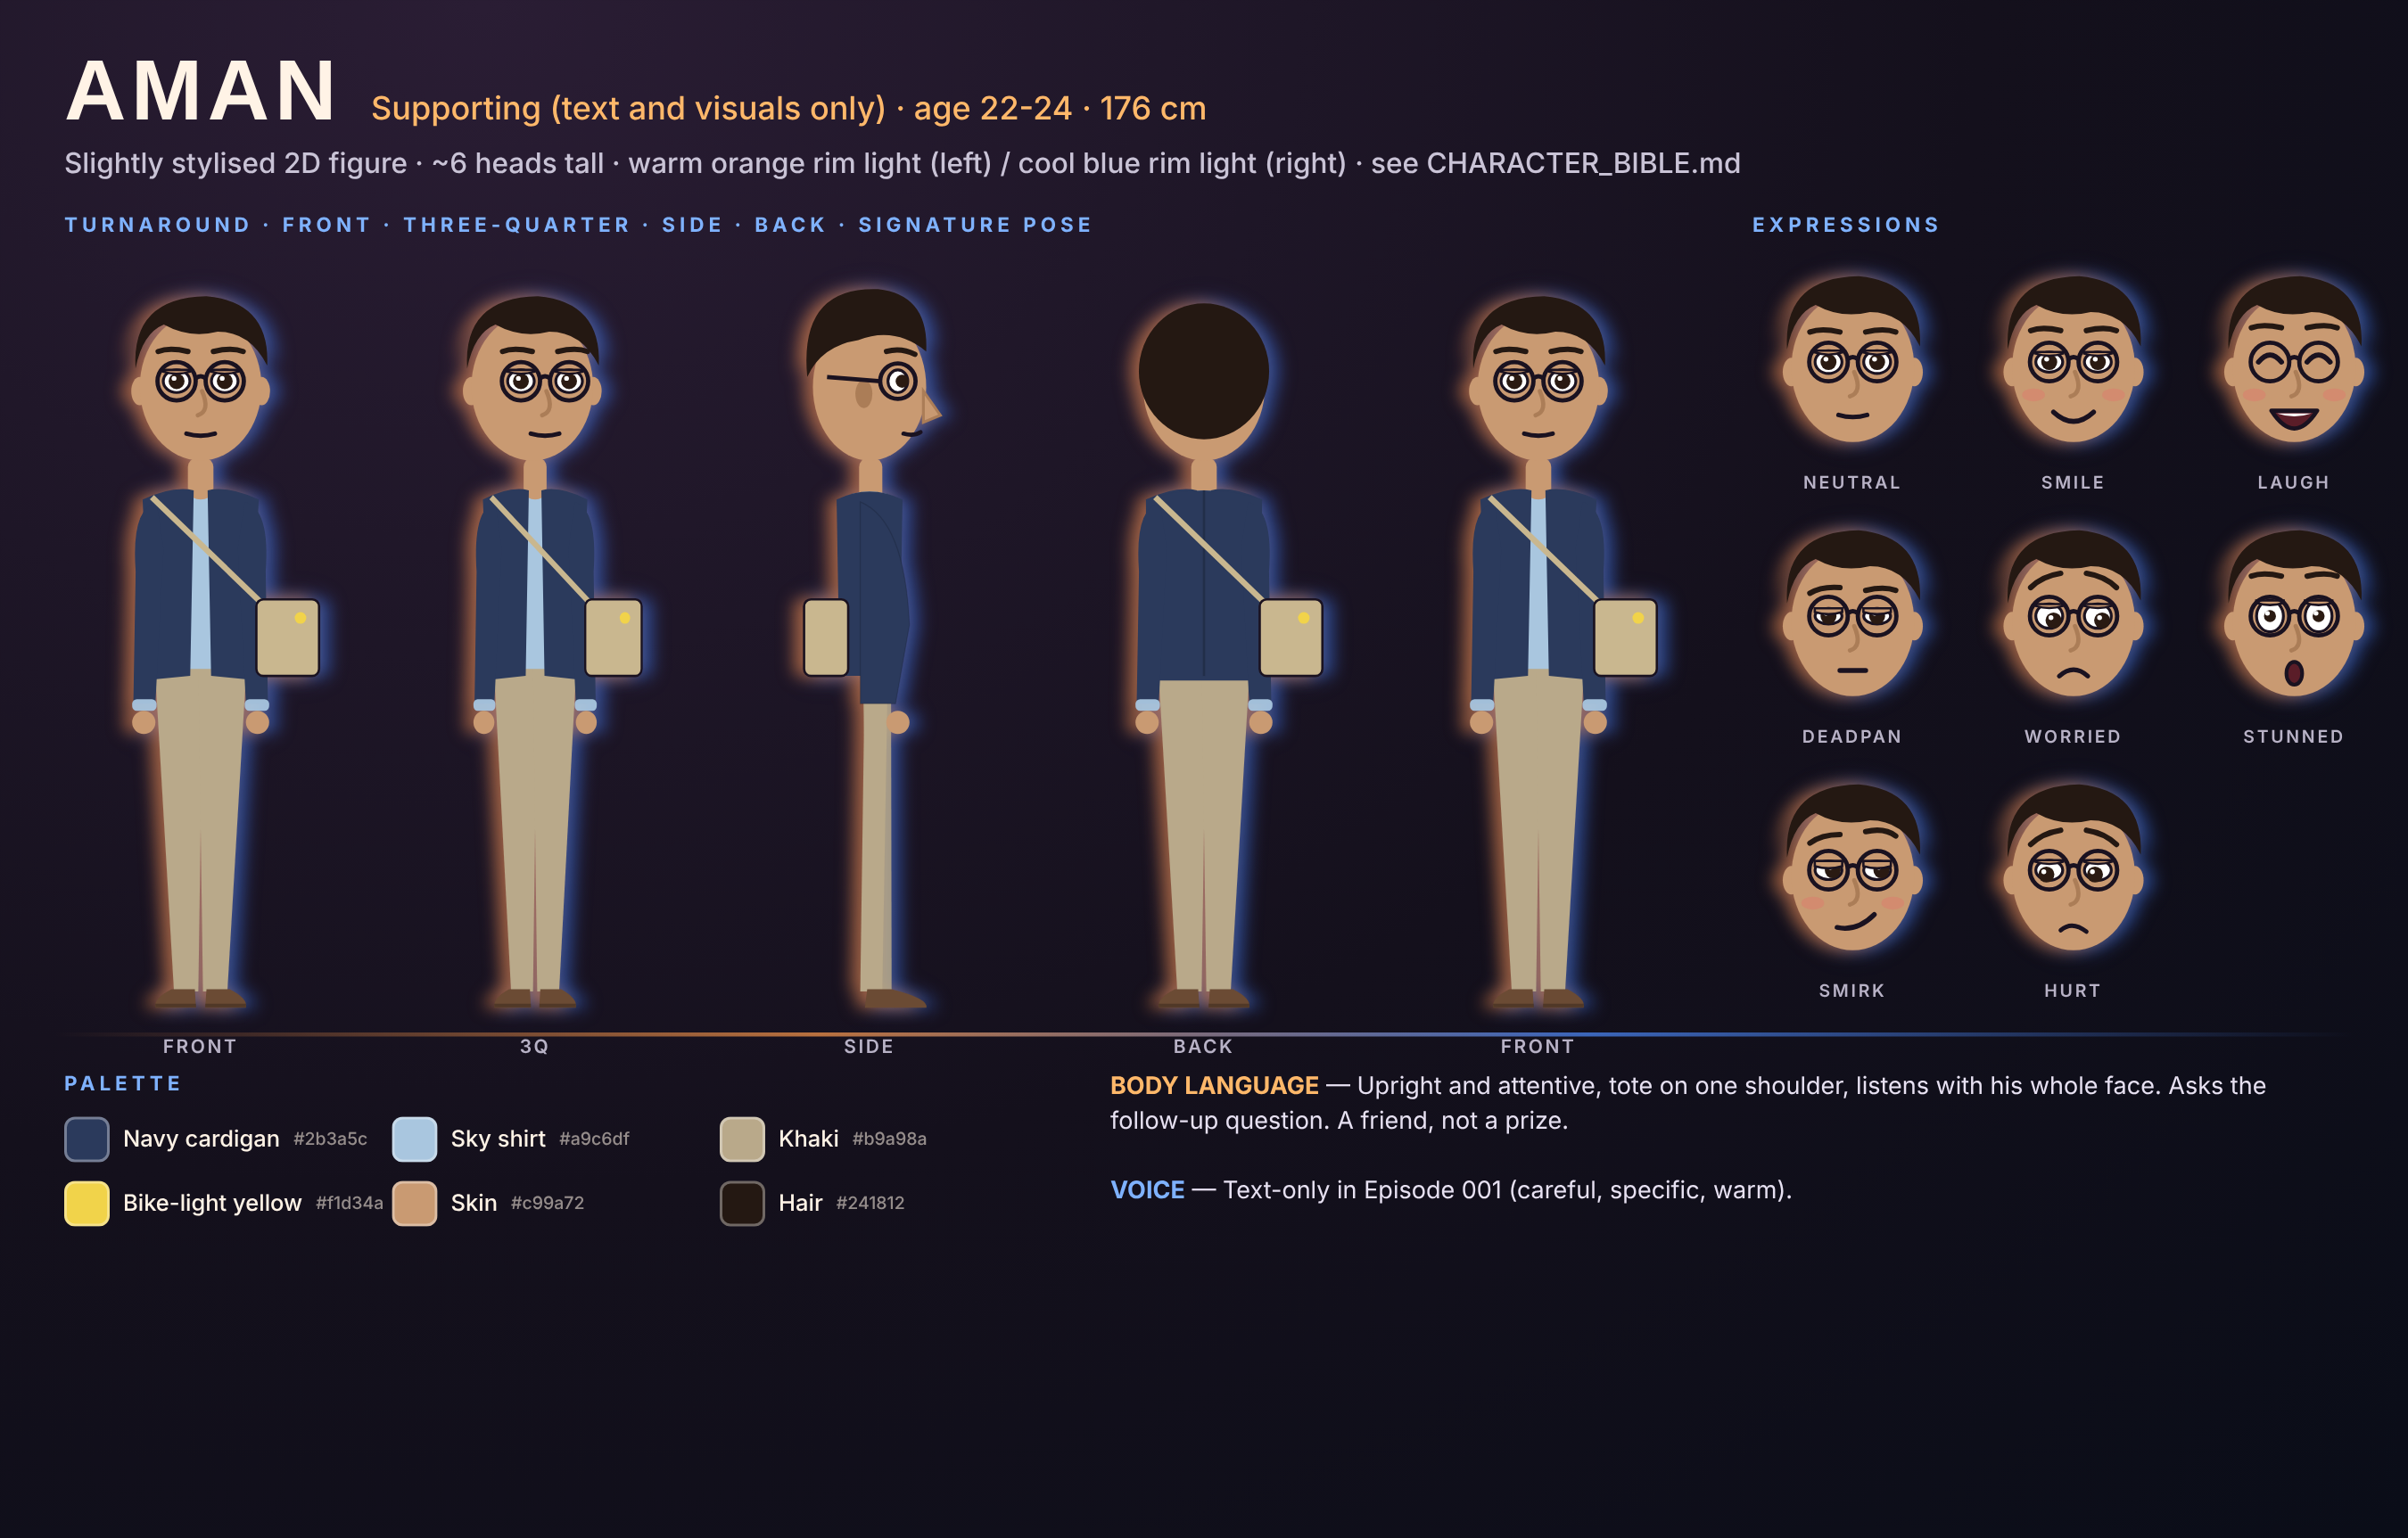 AMAN Supporting (text and visuals only) · age 22-24 · 176 cm
Slightly stylised 2D figure · ~6 heads tall · warm orange rim light (left) / cool blue rim light (right) · see CHARACTER_BIBLE.md
TURNAROUND · FRONT · THREE-QUARTER · SIDE · BACK · SIGNATURE POSE
EXPRESSIONS
NEUTRAL SMILE LAUGH
DEADPAN WORRIED STUNNED
SMIRK HURT
FRONT 3Q SIDE BACK FRONT
PALETTE
Navy cardigan #2b3a5c Sky shirt #a9c6df Khaki #b9a98a
Bike-light yellow #f1d34a Skin #c99a72 Hair #241812
BODY LANGUAGE — Upright and attentive, tote on one shoulder, listens with his whole face. Asks the
follow-up question. A friend, not a prize.
VOICE — Text-only in Episode 001 (careful, specific, warm).